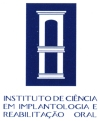 INSTITUTO DE CIÊNCIA
EM IMPLANTOLOGIA E
REABILITAÇÃO ORAL